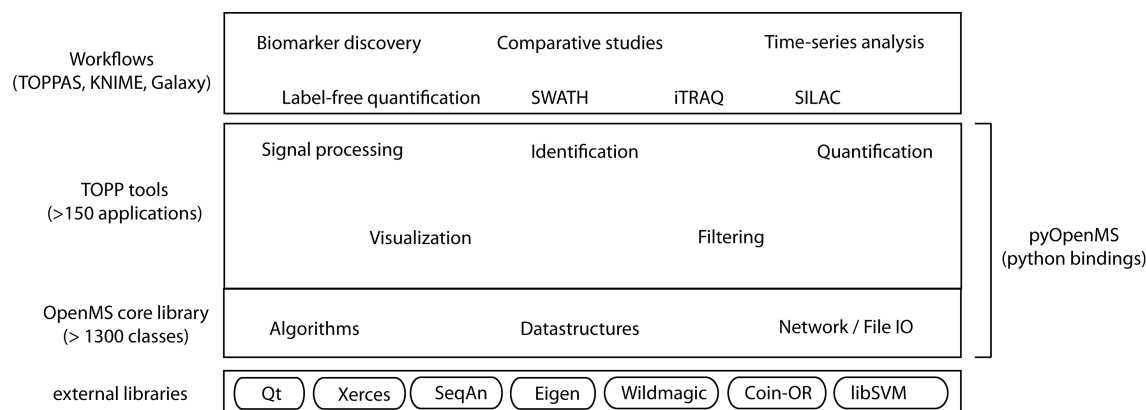 Workflows
(TOPPAS, KNIME, Galaxy)
Biomarker discovery Comparative studies Time-series analysis
Label-free quantification SWATH iTRAQ SILAC
TOPP tools
(>150 applications)
Signal processing Identification Quantification
Visualization Filtering
pyOpenMS
(python bindings)
OpenMS core library
(> 1300 classes)
Algorithms Datastructures Network / File IO
external libraries
Qt Xerces SeqAn Eigen Wildmagic Coin-OR libSVM